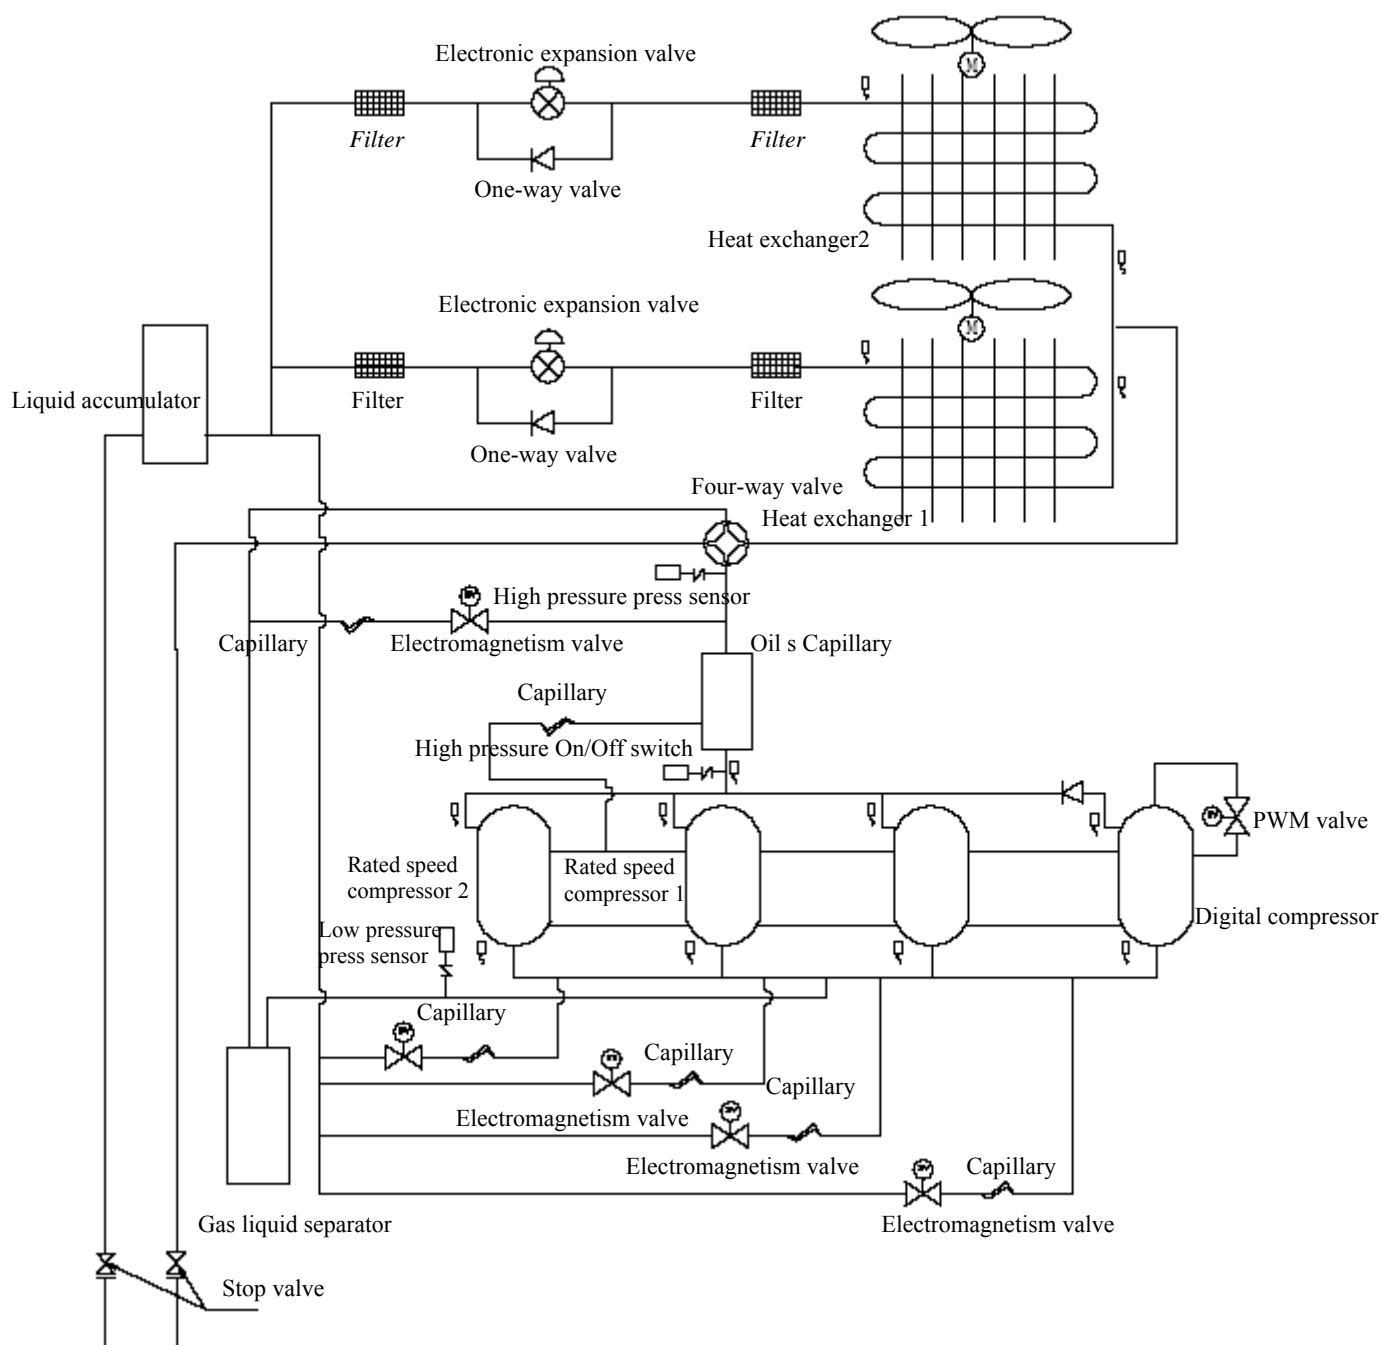 Electronic expansion valve
M
Filter
Filter
One-way valve
Heat exchanger2
Electronic expansion valve
M
Liquid accumulator
Filter
Filter
One-way valve
Four-way valve
Heat exchanger 1
High pressure press sensor
Capillary
Electromagnetism valve
Oil s Capillary
Capillary
High pressure On/Off switch
PWM valve
Rated speed
compressor 2
Rated speed
compressor 1
Digital compressor
Low pressure
press sensor
Capillary
Capillary
Capillary
Electromagnetism valve
Electromagnetism valve
Capillary
Gas liquid separator
Electromagnetism valve
Stop valve